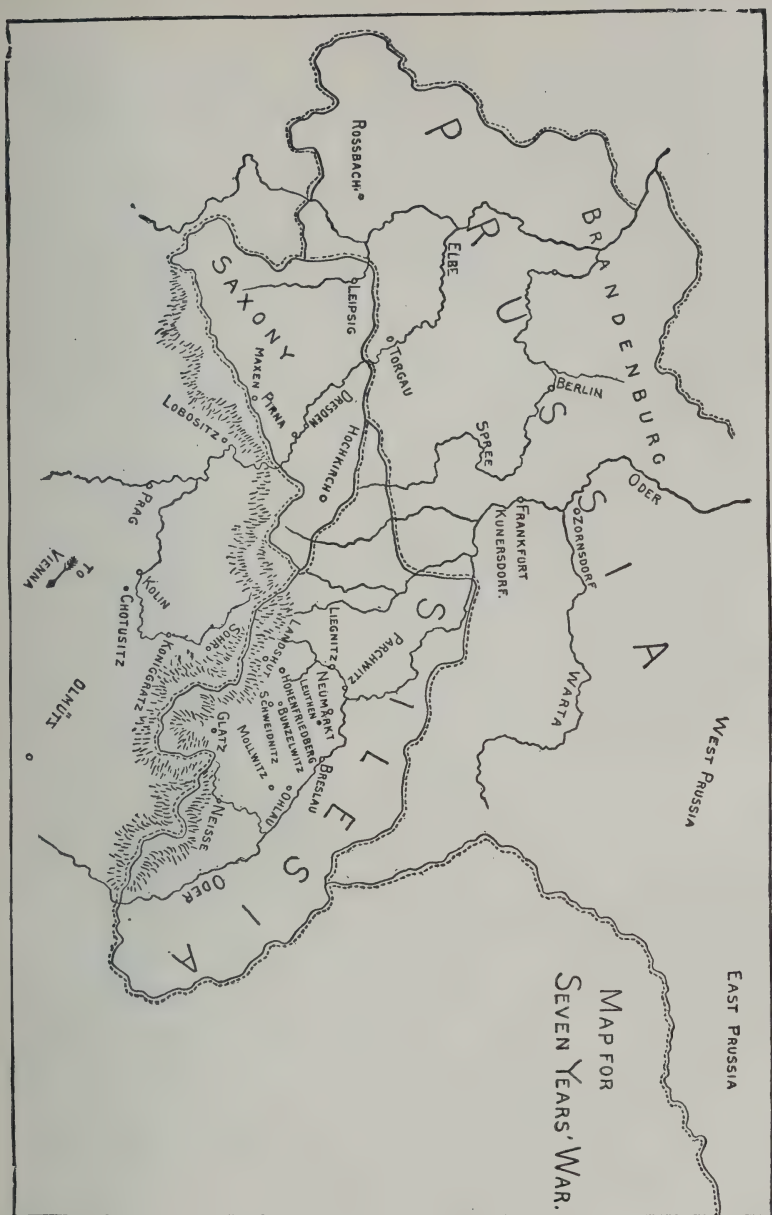 MAP FOR
SEVEN YEARS' WAR.
EAST PRUSSIA
WEST PRUSSIA
PRUSSIA
BRANDENBURG
ROSSBACH
ELBE
BERLIN
SPREE
ODER
ZORNSDORF
FRANKFURT
KUNERSDORF.
WARTA
TORGAU
LEIPSIG
SAXONY
DRESDEN
MAXEN
PIRNA
HOCHKIRCH
LOBOSITZ
PRAG
KOLIN
CHOTUSITZ
TO
VIENNA
OLMÜTZ
KÖNIGGRATZ
SOHR
LANDSHUT
LIEGNITZ
PARCHWITZ
NEUMARKT
LEUTHEN
HOHENFRIEDBERG
BUNZELWITZ
SCHWEIDNITZ
MOLLWITZ
GLATZ
BRESLAU
OHLAU
NEISSE
ODER
SILESIA